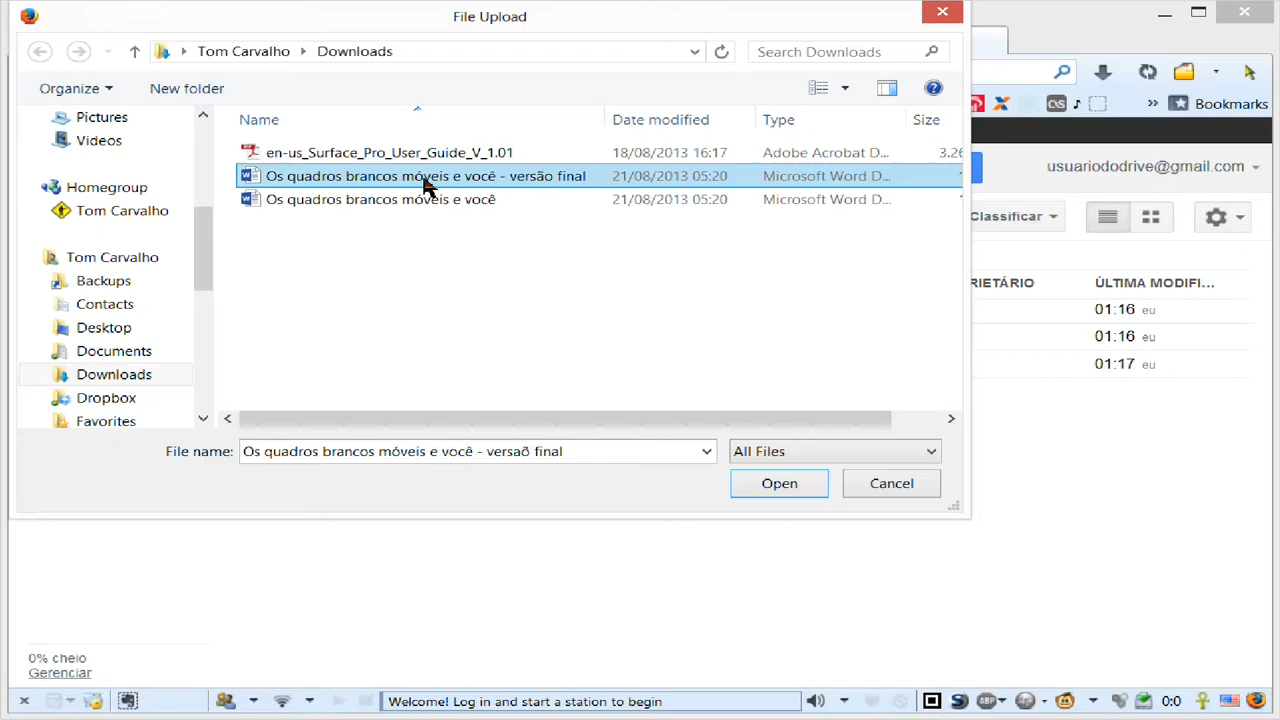 File Upload
Tom Carvalho Downloads
Search Downloads
Organize
New folder
Bookmarks
Pictures
Videos
Homegroup
Tom Carvalho
Tom Carvalho
Backups
Contacts
Desktop
Documents
Downloads
Dropbox
Favorites
Name Date modified Type Size
en-us_Surface_Pro_User_Guide_V_1.01 18/08/2013 16:17 Adobe Acrobat D... 3.26
Os quadros brancos móveis e você - versão final 21/08/2013 05:20 Microsoft Word D... 1
Os quadros brancos móveis e você 21/08/2013 05:20 Microsoft Word D... 1
File name: Os quadros brancos móveis e você - versaõ final
All Files
Open Cancel
usuariododrive@gmail.com
Classificar
RIETÁRIO ÚLTIMA MODIFI...
01:16 eu
01:16 eu
01:17 eu
0% cheio
Gerenciar
Welcome! Log in and start a station to begin
ABP
0:0